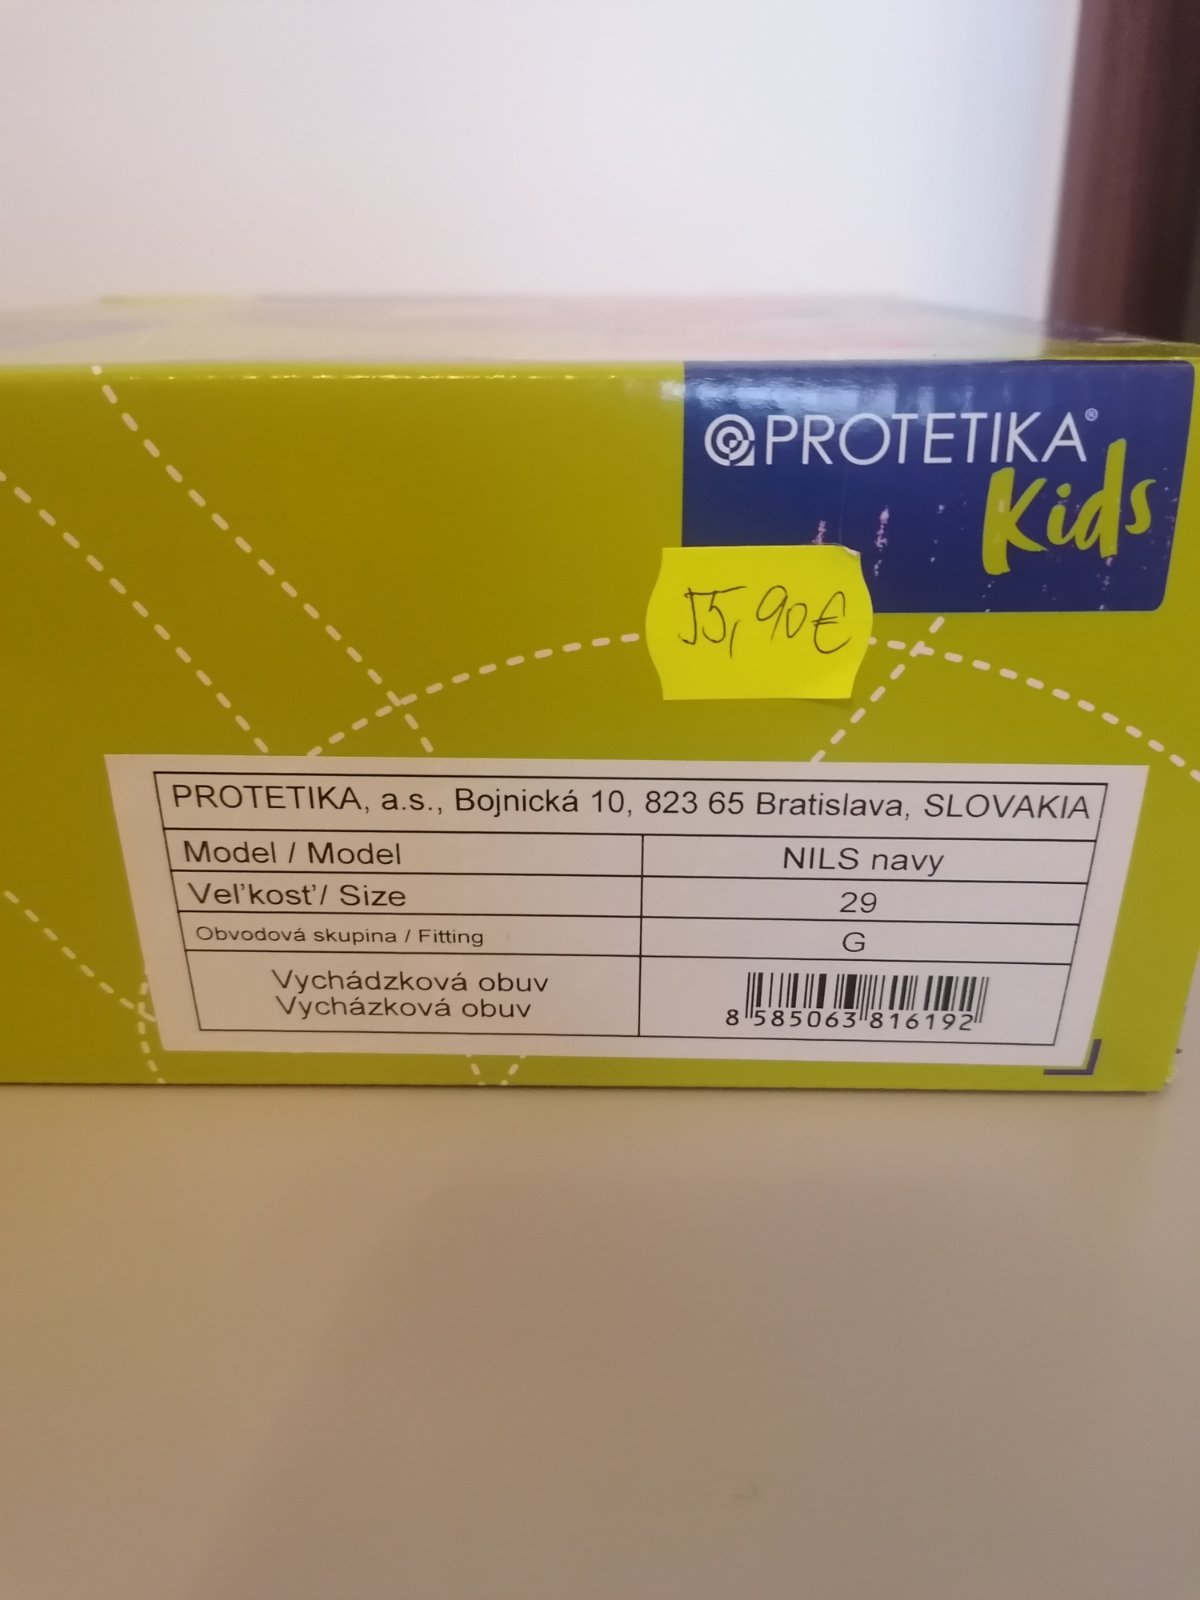 PROTETIKA®
Kids
55,90€
PROTETIKA, a.s., Bojnická 10, 823 65 Bratislava, SLOVAKIA
Model / Model NILS navy
Veľkosť / Size 29
Obvodová skupina / Fitting G
Vychádzková obuv
Vycházková obuv
8 585063 816192